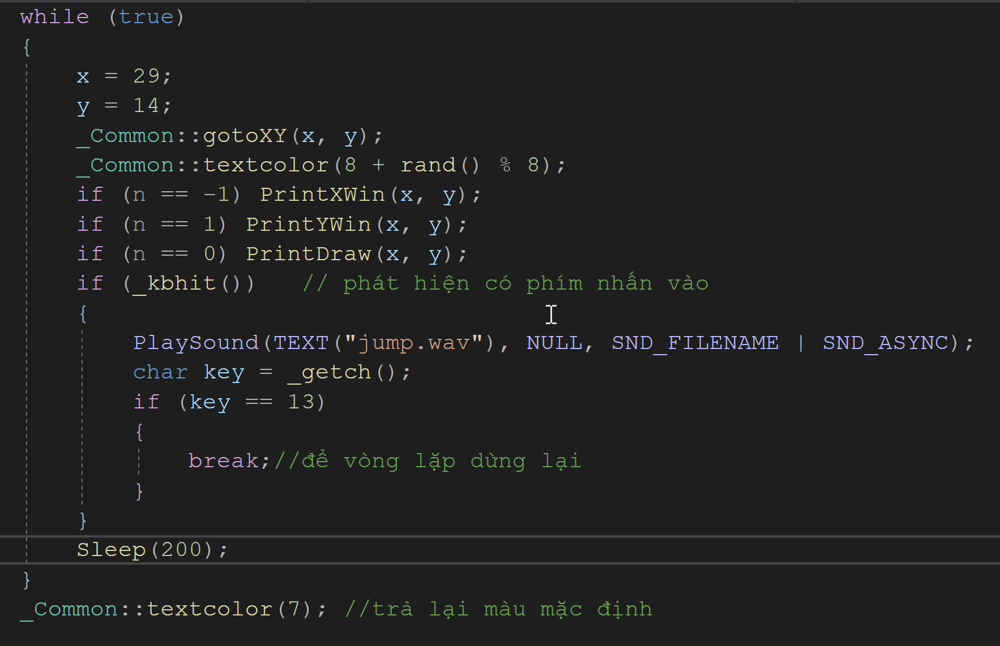 while (true)
{
    x = 29;
    y = 14;
    _Common::gotoXY(x, y);
    _Common::textcolor(8 + rand() % 8);
    if (n == -1) PrintXWin(x, y);
    if (n == 1) PrintYWin(x, y);
    if (n == 0) PrintDraw(x, y);
    if (_kbhit())   // phát hiện có phím nhấn vào
    {
        PlaySound(TEXT("jump.wav"), NULL, SND_FILENAME | SND_ASYNC);
        char key = _getch();
        if (key == 13)
        {
            break;//để vòng lặp dừng lại
        }
    }
    Sleep(200);
}
_Common::textcolor(7); //trả lại màu mặc định